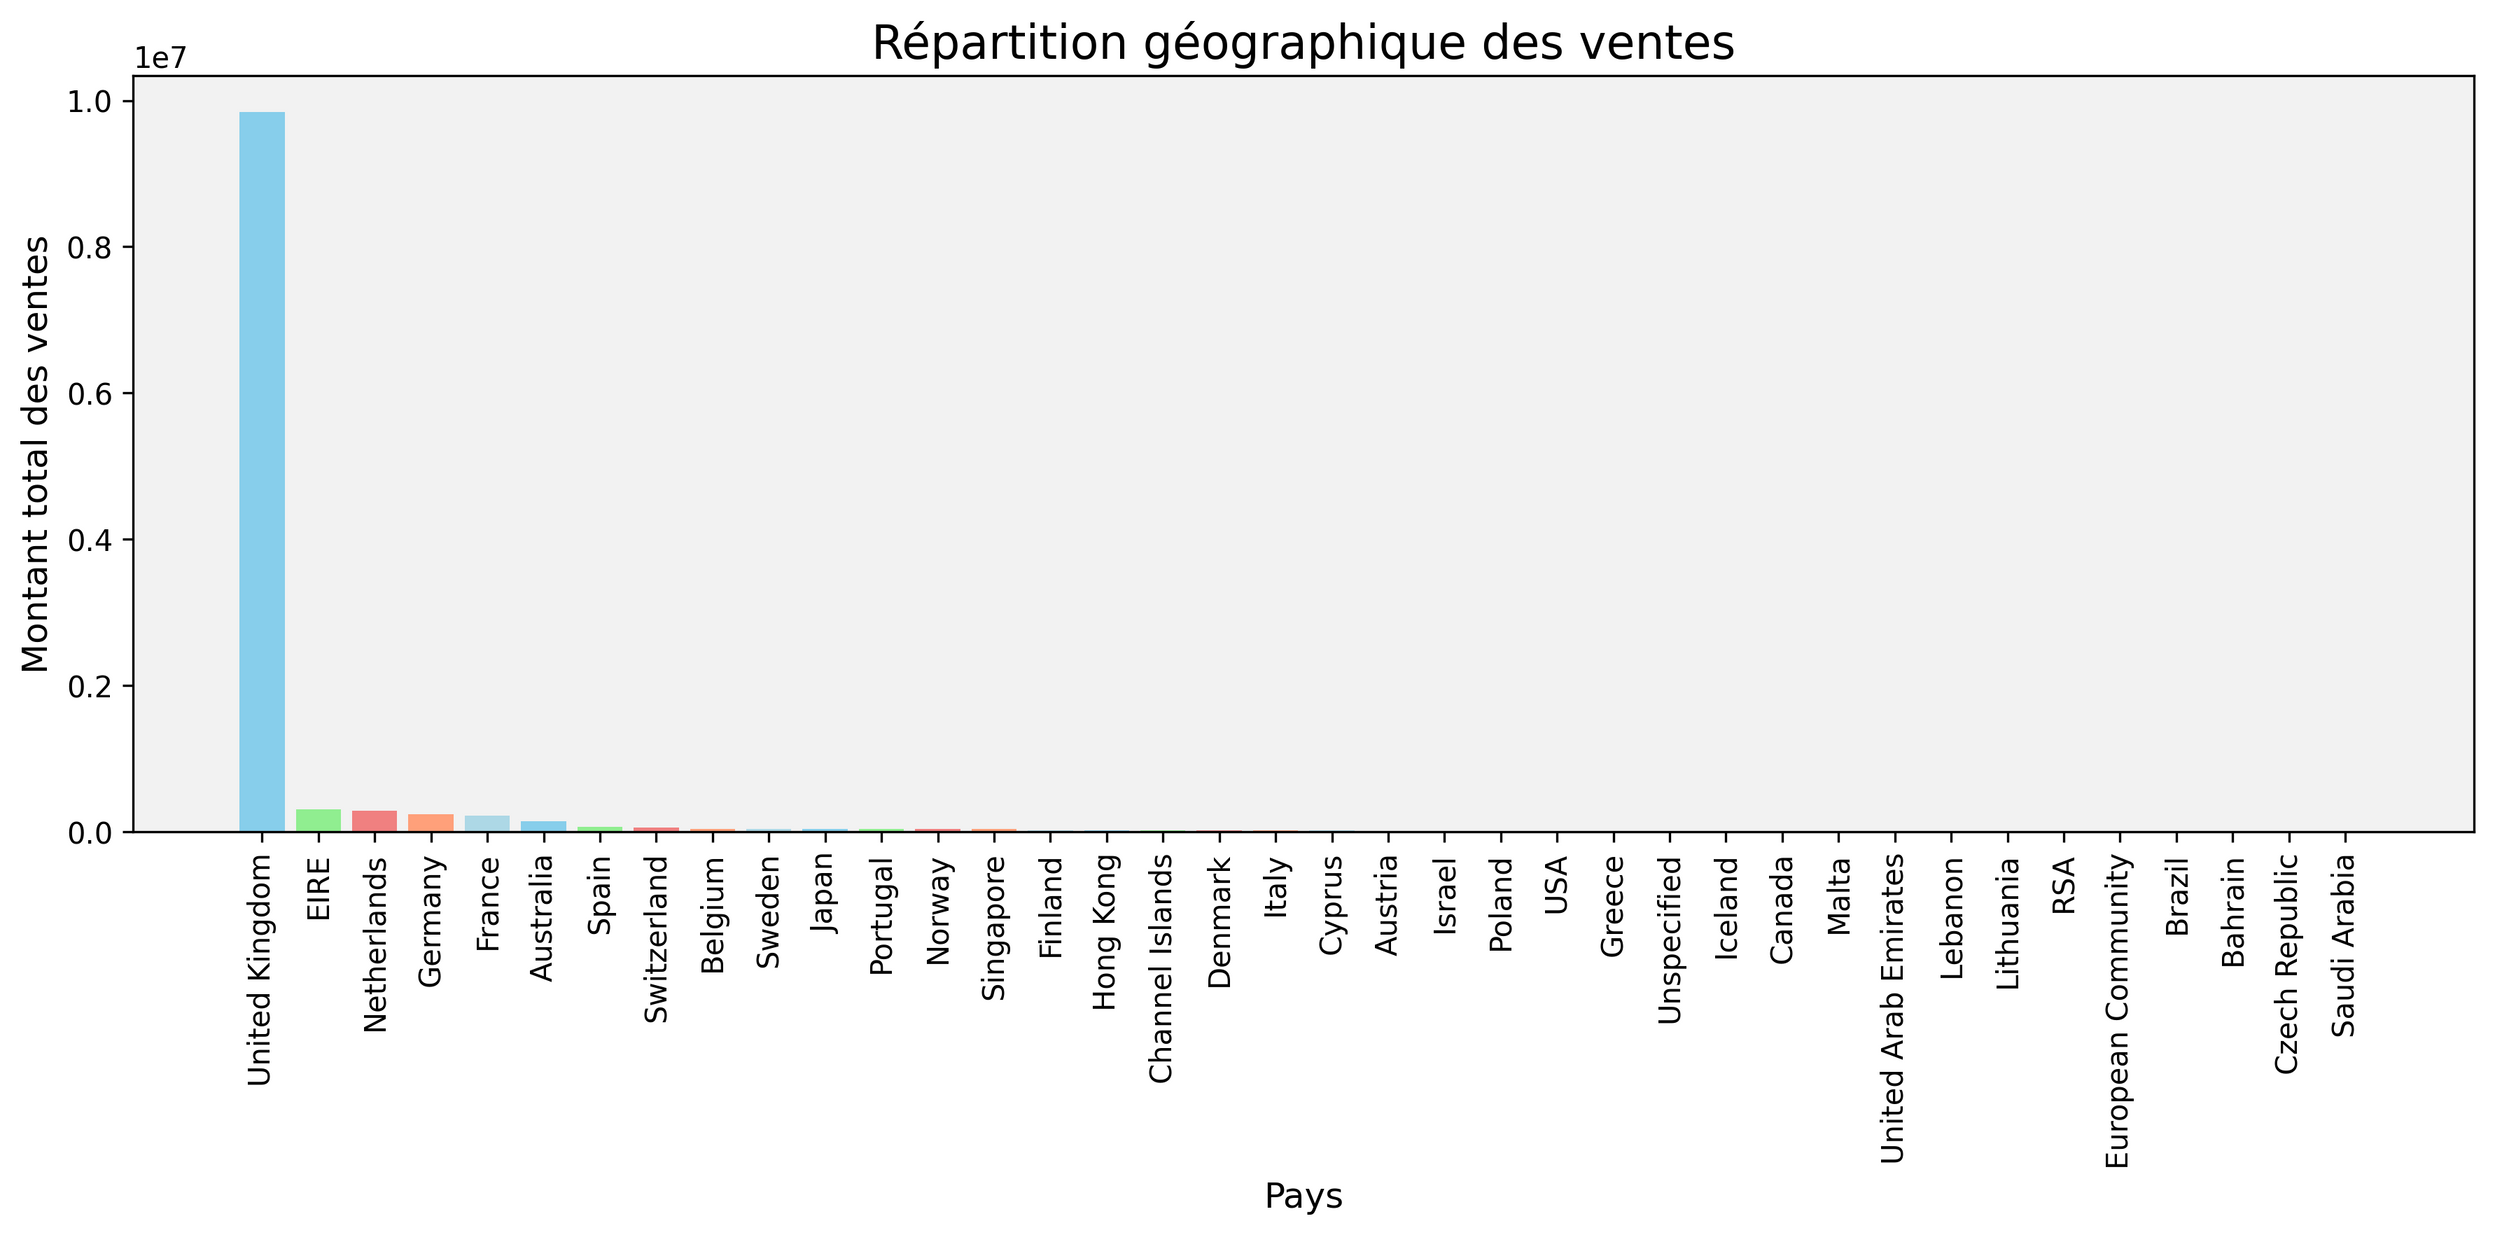 Répartition géographique des ventes
1e7
1.0
0.8
0.6
0.4
0.2
0.0
Montant total des ventes
United Kingdom
EIRE
Netherlands
Germany
France
Australia
Spain
Switzerland
Belgium
Sweden
Japan
Portugal
Norway
Singapore
Finland
Hong Kong
Channel Islands
Denmark
Italy
Cyprus
Austria
Israel
Poland
USA
Greece
Unspecified
Iceland
Canada
Malta
United Arab Emirates
Lebanon
Lithuania
RSA
European Community
Brazil
Bahrain
Czech Republic
Saudi Arabia
Pays